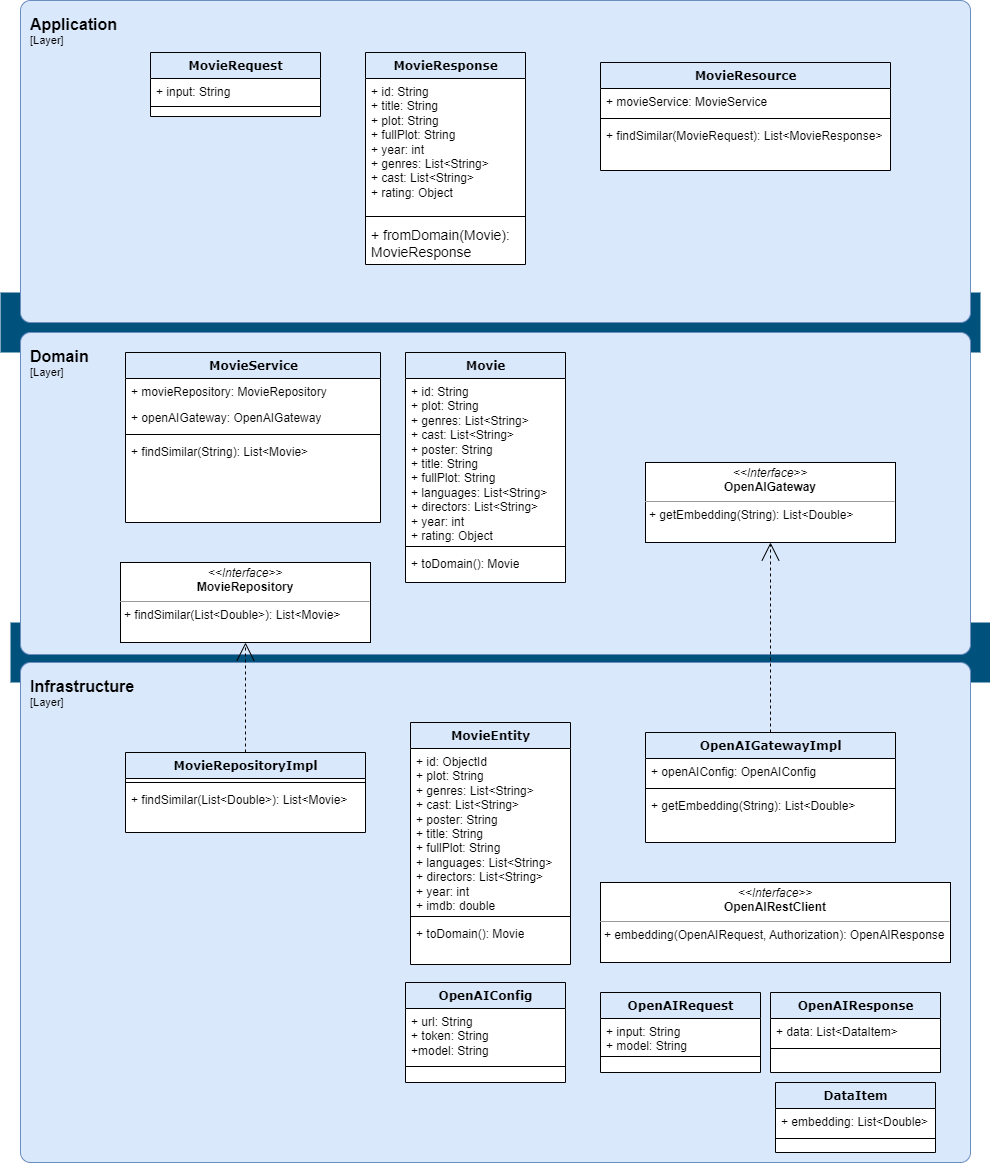 Application
[Layer]
MovieRequest
+ input: String
MovieResponse
+ id: String
+ title: String
+ plot: String
+ fullPlot: String
+ year: int
+ genres: List<String>
+ cast: List<String>
+ rating: Object
+ fromDomain(Movie):
MovieResponse
MovieResource
+ movieService: MovieService
+ findSimilar(MovieRequest): List<MovieResponse>
Domain
[Layer]
MovieService
+ movieRepository: MovieRepository
+ openAIGateway: OpenAIGateway
+ findSimilar(String): List<Movie>
Movie
+ id: String
+ plot: String
+ genres: List<String>
+ cast: List<String>
+ poster: String
+ title: String
+ fullPlot: String
+ languages: List<String>
+ directors: List<String>
+ year: int
+ rating: Object
+ toDomain(): Movie
<<Interface>>
OpenAIGateway
+ getEmbedding(String): List<Double>
<<Interface>>
MovieRepository
+ findSimilar(List<Double>): List<Movie>
Infrastructure
[Layer]
MovieRepositoryImpl
+ findSimilar(List<Double>): List<Movie>
MovieEntity
+ id: ObjectId
+ plot: String
+ genres: List<String>
+ cast: List<String>
+ poster: String
+ title: String
+ fullPlot: String
+ languages: List<String>
+ directors: List<String>
+ year: int
+ imdb: double
+ toDomain(): Movie
OpenAIGatewayImpl
+ openAIConfig: OpenAIConfig
+ getEmbedding(String): List<Double>
<<Interface>>
OpenAIRestClient
+ embedding(OpenAIRequest, Authorization): OpenAIResponse
OpenAIConfig
+ url: String
+ token: String
+model: String
OpenAIRequest
+ input: String
+ model: String
OpenAIResponse
+ data: List<DataItem>
DataItem
+ embedding: List<Double>